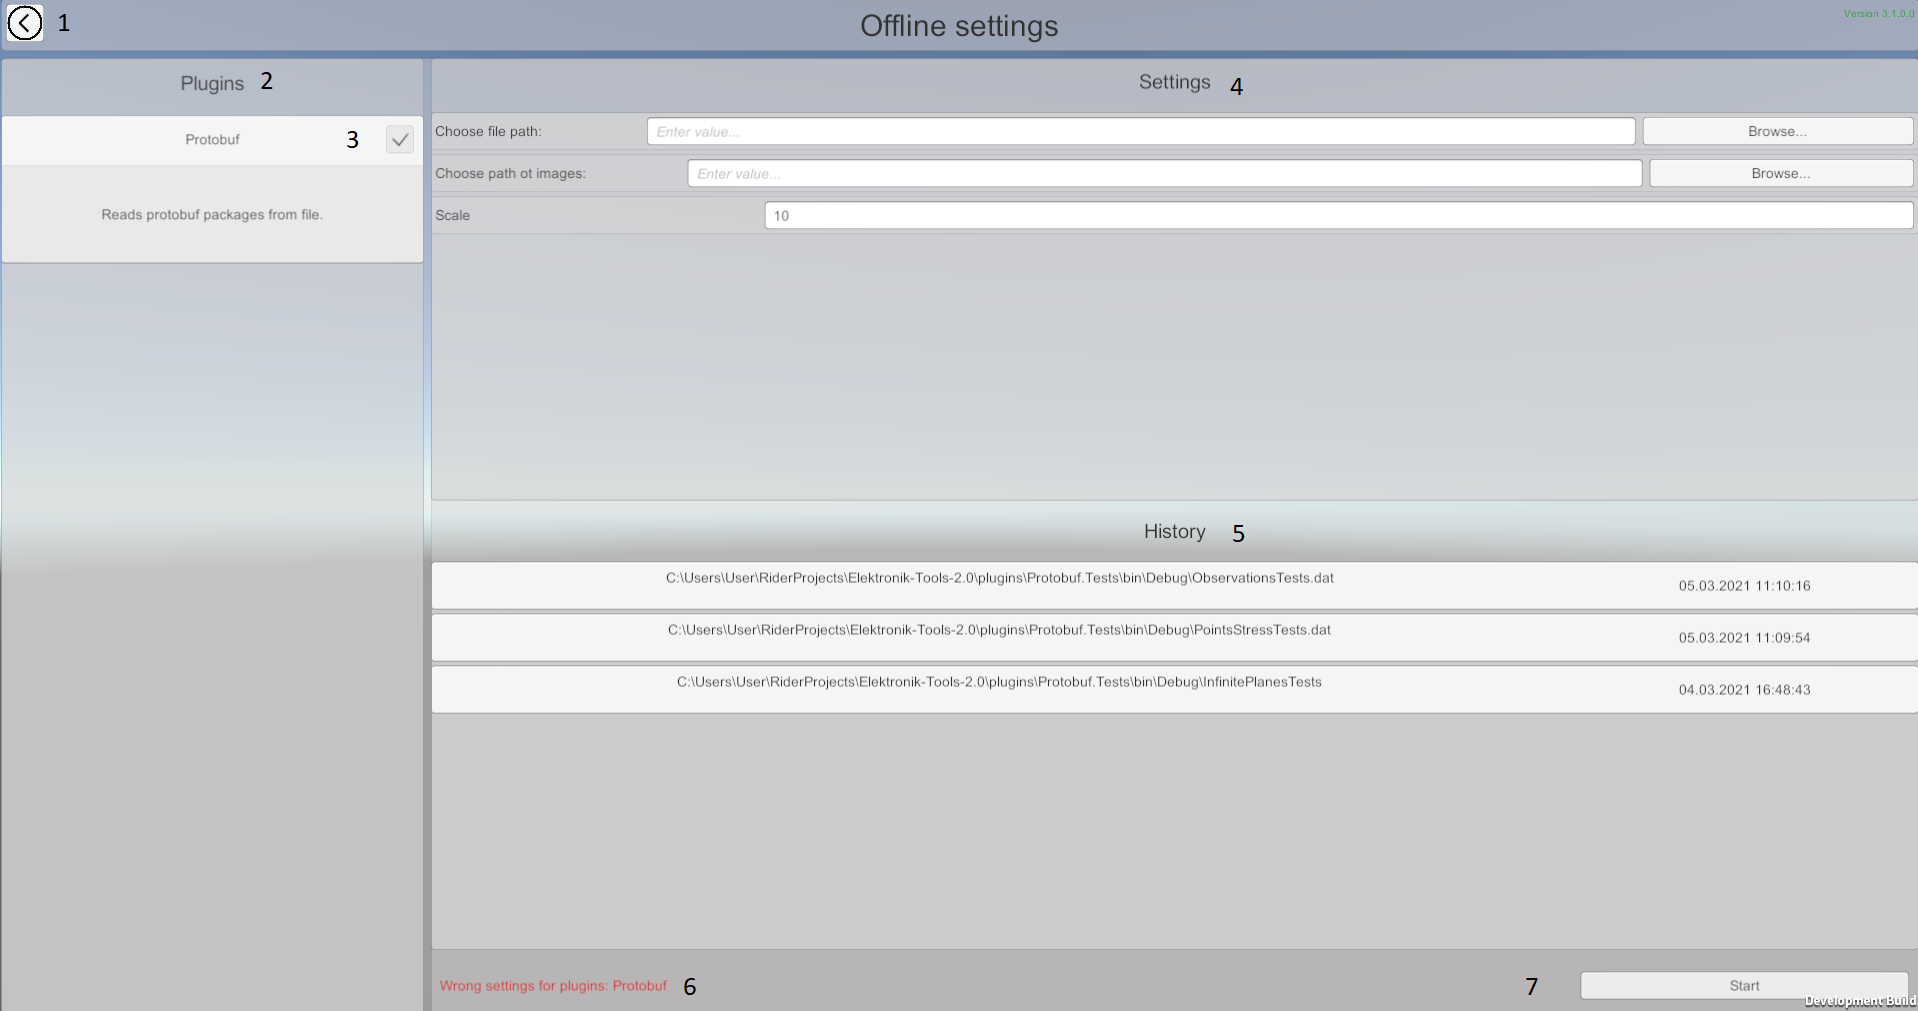 1
Offline settings
Version 3.1.0.0
Plugins 2
Protobuf 3
Reads protobuf packages from file.
Settings 4
Choose file path: Enter value... Browse...
Choose path ot images: Enter value... Browse...
Scale 10
History 5
C:\Users\User\RiderProjects\Elektronik-Tools-2.0\plugins\Protobuf.Tests\bin\Debug\ObservationsTests.dat 05.03.2021 11:10:16
C:\Users\User\RiderProjects\Elektronik-Tools-2.0\plugins\Protobuf.Tests\bin\Debug\PointsStressTests.dat 05.03.2021 11:09:54
C:\Users\User\RiderProjects\Elektronik-Tools-2.0\plugins\Protobuf.Tests\bin\Debug\InfinitePlanesTests 04.03.2021 16:48:43
Wrong settings for plugins: Protobuf 6
7 Start
Development Build